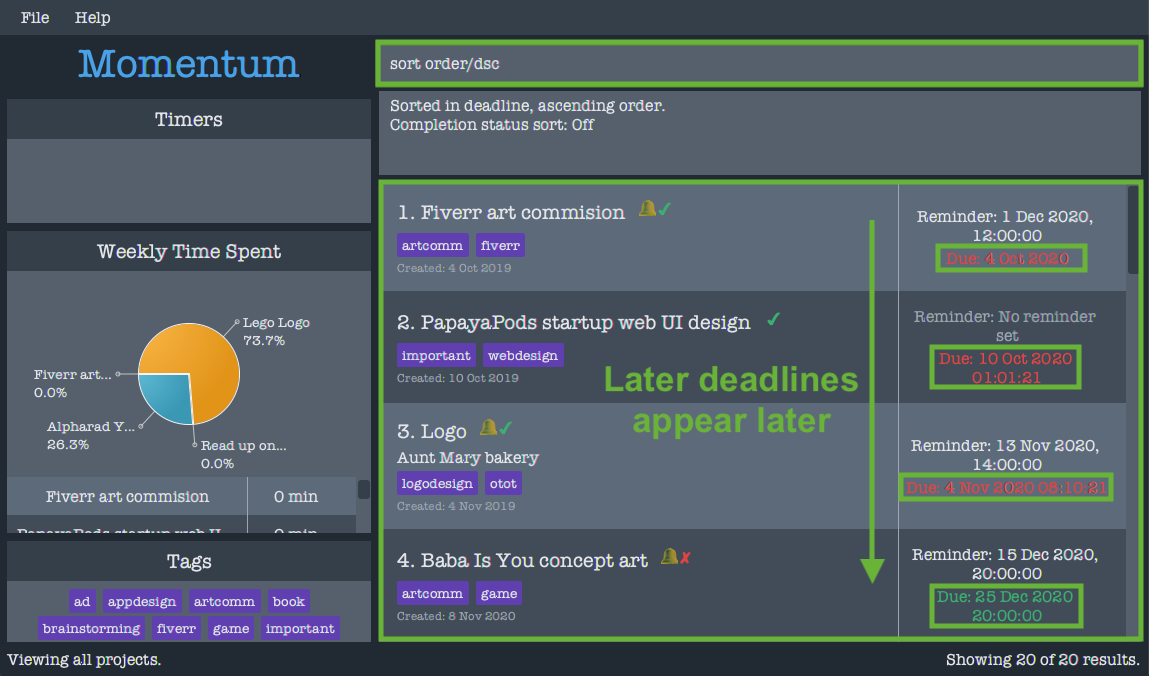 File Help
Momentum
Timers
Weekly Time Spent
Lego Logo
73.7%
Fiverr art...
0.0%
Alpharad Y...
26.3%
Read up on...
0.0%
Fiverr art commision 0 min
PapayaPods startup web U... 0 min
Tags
ad appdesign artcomm book
brainstorming fiverr game important
sort order/dsc
Sorted in deadline, ascending order.
Completion status sort: Off
1. Fiverr art commision
artcomm fiverr
Created: 4 Oct 2019
Reminder: 1 Dec 2020,
12:00:00
Due: 4 Oct 2020
2. PapayaPods startup web UI design
important webdesign
Created: 10 Oct 2019
Reminder: No reminder
set
Due: 10 Oct 2020
01:01:21
Later deadlines
appear later
3. Logo
Aunt Mary bakery
logodesign otot
Created: 4 Nov 2019
Reminder: 13 Nov 2020,
14:00:00
Due: 4 Nov 2020 08:10:21
4. Baba Is You concept art
artcomm game
Created: 8 Nov 2020
Reminder: 15 Dec 2020,
20:00:00
Due: 25 Dec 2020
20:00:00
Viewing all projects.
Showing 20 of 20 results.